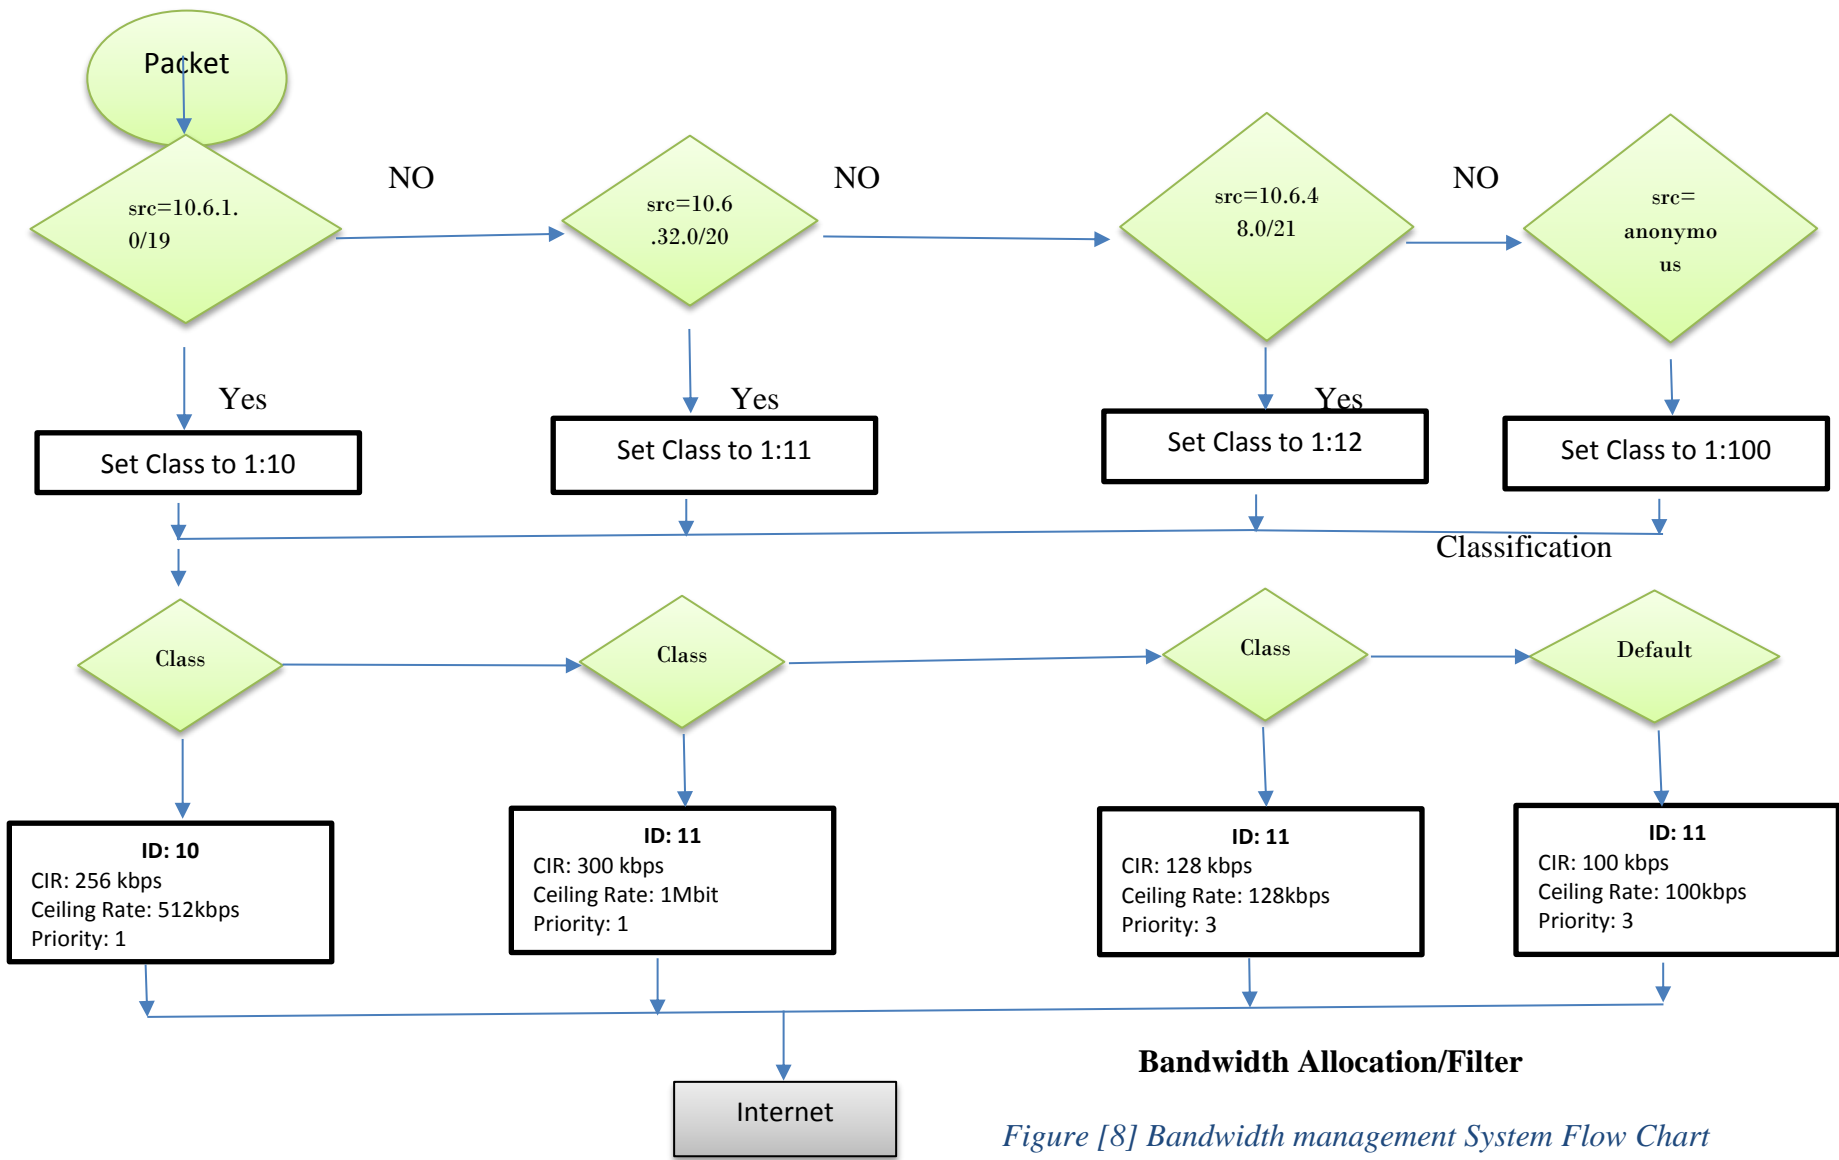 Packet
NO
NO
NO
src=10.6.1.
0/19
src=10.6
.32.0/20
src=10.6.4
8.0/21
src=
anonymo
us
Yes
Yes
Yes
Set Class to 1:10
Set Class to 1:11
Set Class to 1:12
Set Class to 1:100
Classification
Class
Class
Class
Default
ID: 10
CIR: 256 kbps
Ceiling Rate: 512kbps
Priority: 1
ID: 11
CIR: 300 kbps
Ceiling Rate: 1Mbit
Priority: 1
ID: 11
CIR: 128 kbps
Ceiling Rate: 128kbps
Priority: 3
ID: 11
CIR: 100 kbps
Ceiling Rate: 100kbps
Priority: 3
Bandwidth Allocation/Filter
Internet
Figure [8] Bandwidth management System Flow Chart